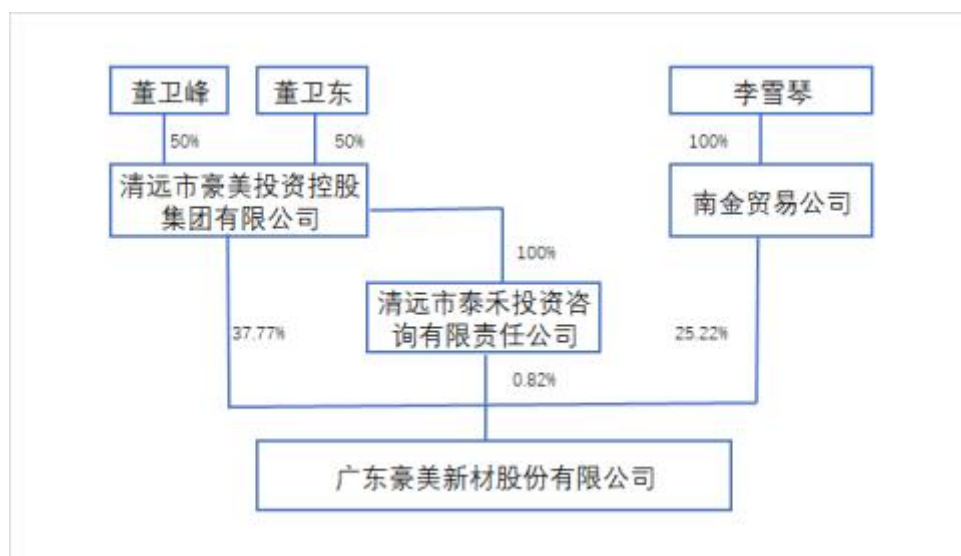 董卫峰
董卫东
李雪琴
50%
50%
100%
清远市豪美投资控股
集团有限公司
南金贸易公司
100%
清远市泰禾投资咨
询有限责任公司
37.77%
25.22%
0.82%
广东豪美新材股份有限公司